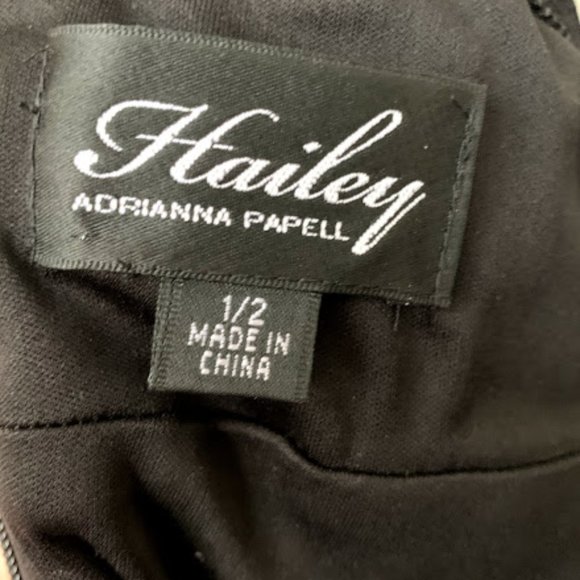 Hailey
ADRIANNA PAPELL
1/2
MADE IN
CHINA